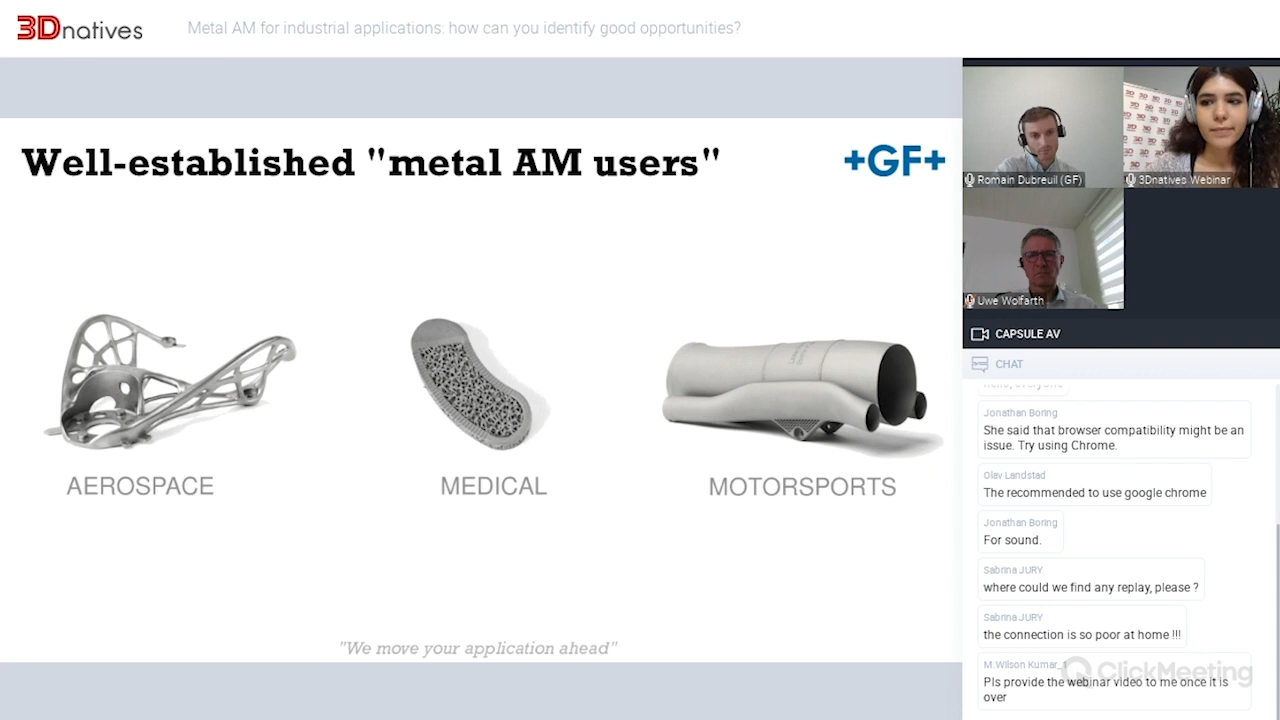 3Dnatives
Metal AM for industrial applications: how can you identify good opportunities?
Well-established "metal AM users"
+GF+
AEROSPACE
MEDICAL
MOTORSPORTS
"We move your application ahead"
Romain Dubreuil (GF)
3Dnatives Webinar
Uwe Wolfarth
CAPSULE AV
CHAT
hello, everyone
Jonathan Boring
She said that browser compatibility might be an
issue. Try using Chrome.
Olav Landstad
The recommended to use google chrome
Jonathan Boring
For sound.
Sabrina JURY
where could we find any replay, please ?
Sabrina JURY
the connection is so poor at home !!!
M.Wilson Kumar_1
Pls provide the webinar video to me once it is
over
ClickMeeting